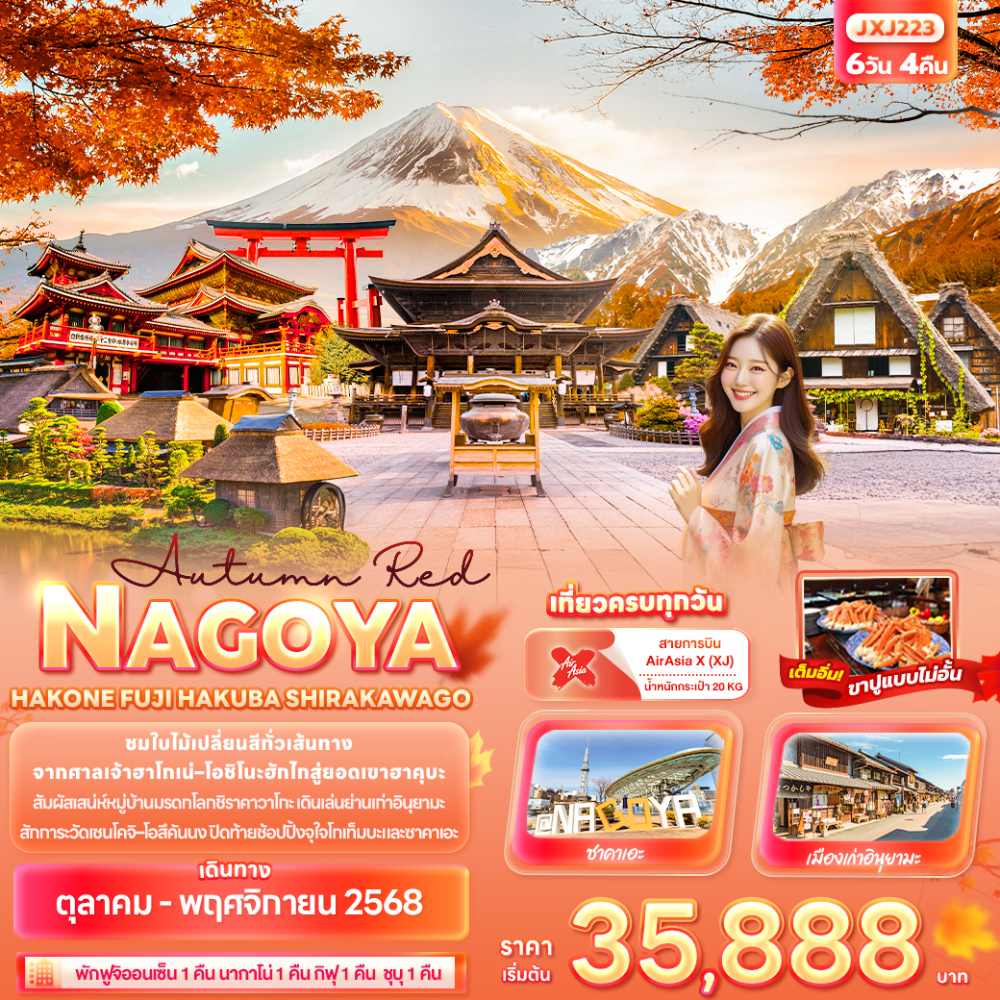 JXJ223
6วัน 4คืน
Autumn Red
NAGOYA
HAKONE FUJI HAKUBA SHIRAKAWAGO
ชมใบไม้เปลี่ยนสีทั่วเส้นทาง
จากศาลเจ้าฮาโกเน่-โอชิโนะฮักไกสู่ยอดเขาฮาคุบะ
สัมผัสเสน่ห์หมู่บ้านมรดกโลกชิราคาวาโกะ เดินเล่นย่านเก่าอินุยามะ
สักการะวัดเซนโคจิ-โอสึคันนง ปิดท้ายช้อปปิ้งจุใจโกเท็มบะและซาคาเอะ
เดินทาง
ตุลาคม - พฤศจิกายน 2568
พักฟูจิออนเซ็น 1 คืน นากาโน่ 1 คืน กิฟุ 1 คืน ชุบุ 1 คืน
เที่ยวครบทุกวัน
Air Asia X
สายการบิน
AirAsia X (XJ)
น้ำหนักกระเป๋า 20 KG
เต็มอิ่ม!
ขาปูแบบไม่อั้น
@NAGOYA
ซาคาเอะ
เมืองเก่าอินุยามะ
ราคา
เริ่มต้น
35,888
บาท